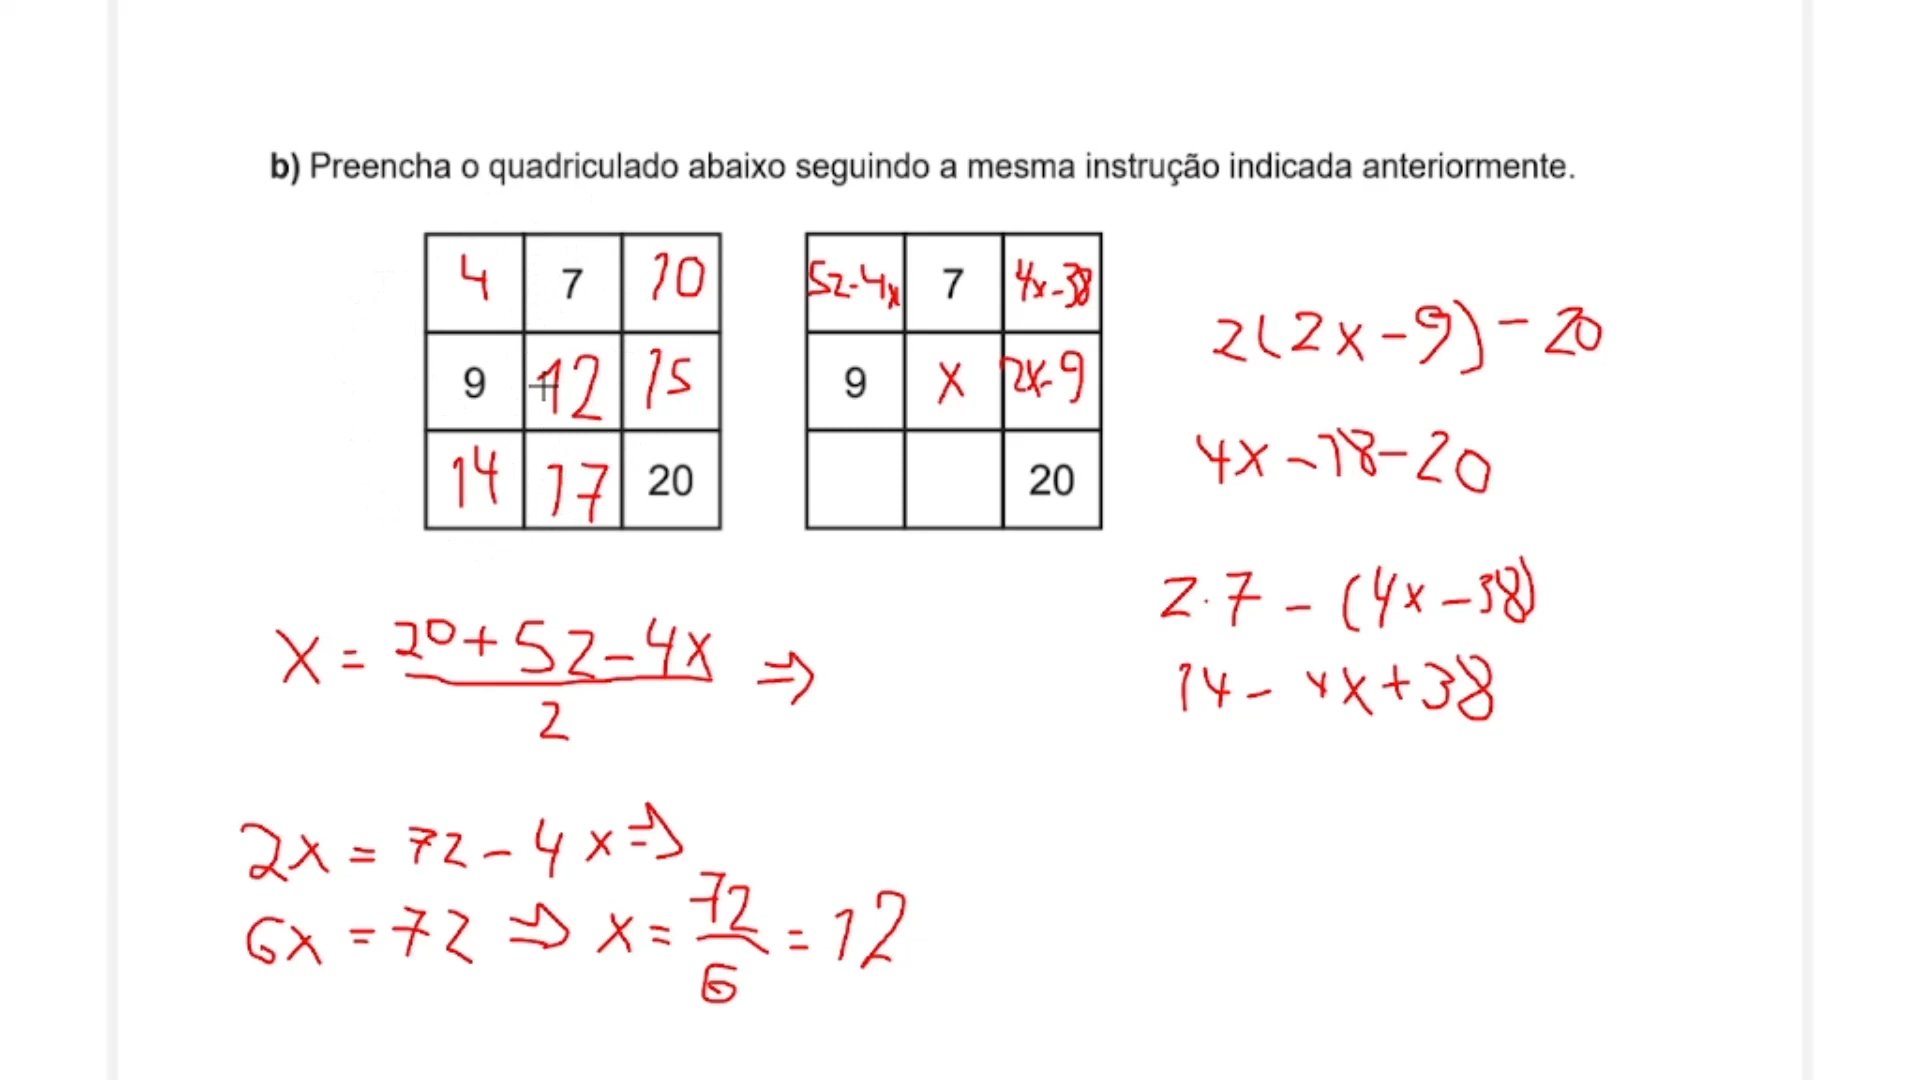 b) Preencha o quadriculado abaixo seguindo a mesma instrução indicada anteriormente.
4 7 10
9 12 15
14 17 20
52-4x 7 4x-38
9 x 2x-9
20
2(2x-9)-20
4x-18-20
2.7-(4x-38)
14-4x+38
x = 20+52-4x / 2 ⇒
2x = 72-4x ⇒
6x = 72 ⇒ x = 72/6 = 12